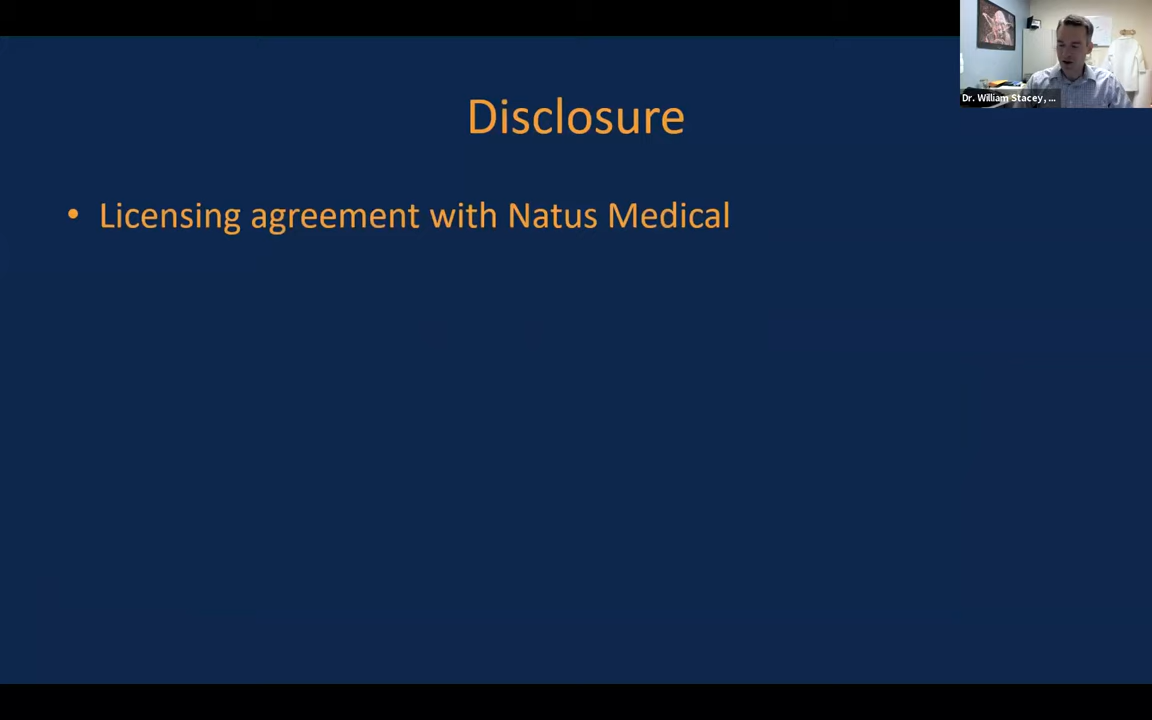 Dr. William Stacey, ...
Disclosure
• Licensing agreement with Natus Medical